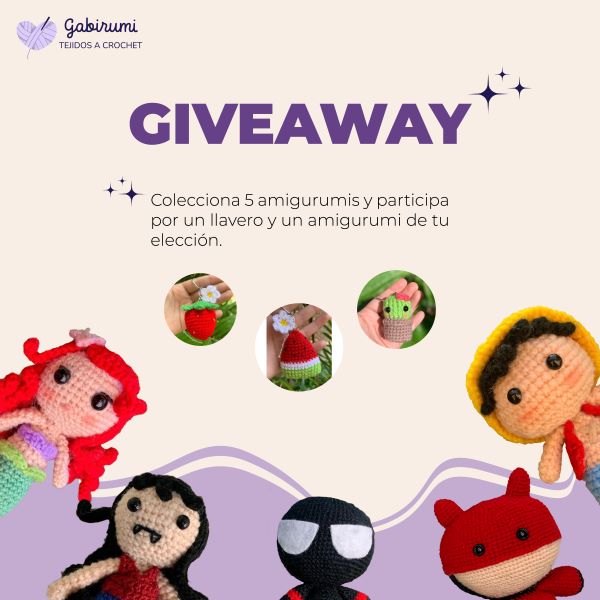 Gabirumi
TEJIDOS A CROCHET
GIVEAWAY
Colecciona 5 amigurumis y participa
por un llavero y un amigurumi de tu
elección.